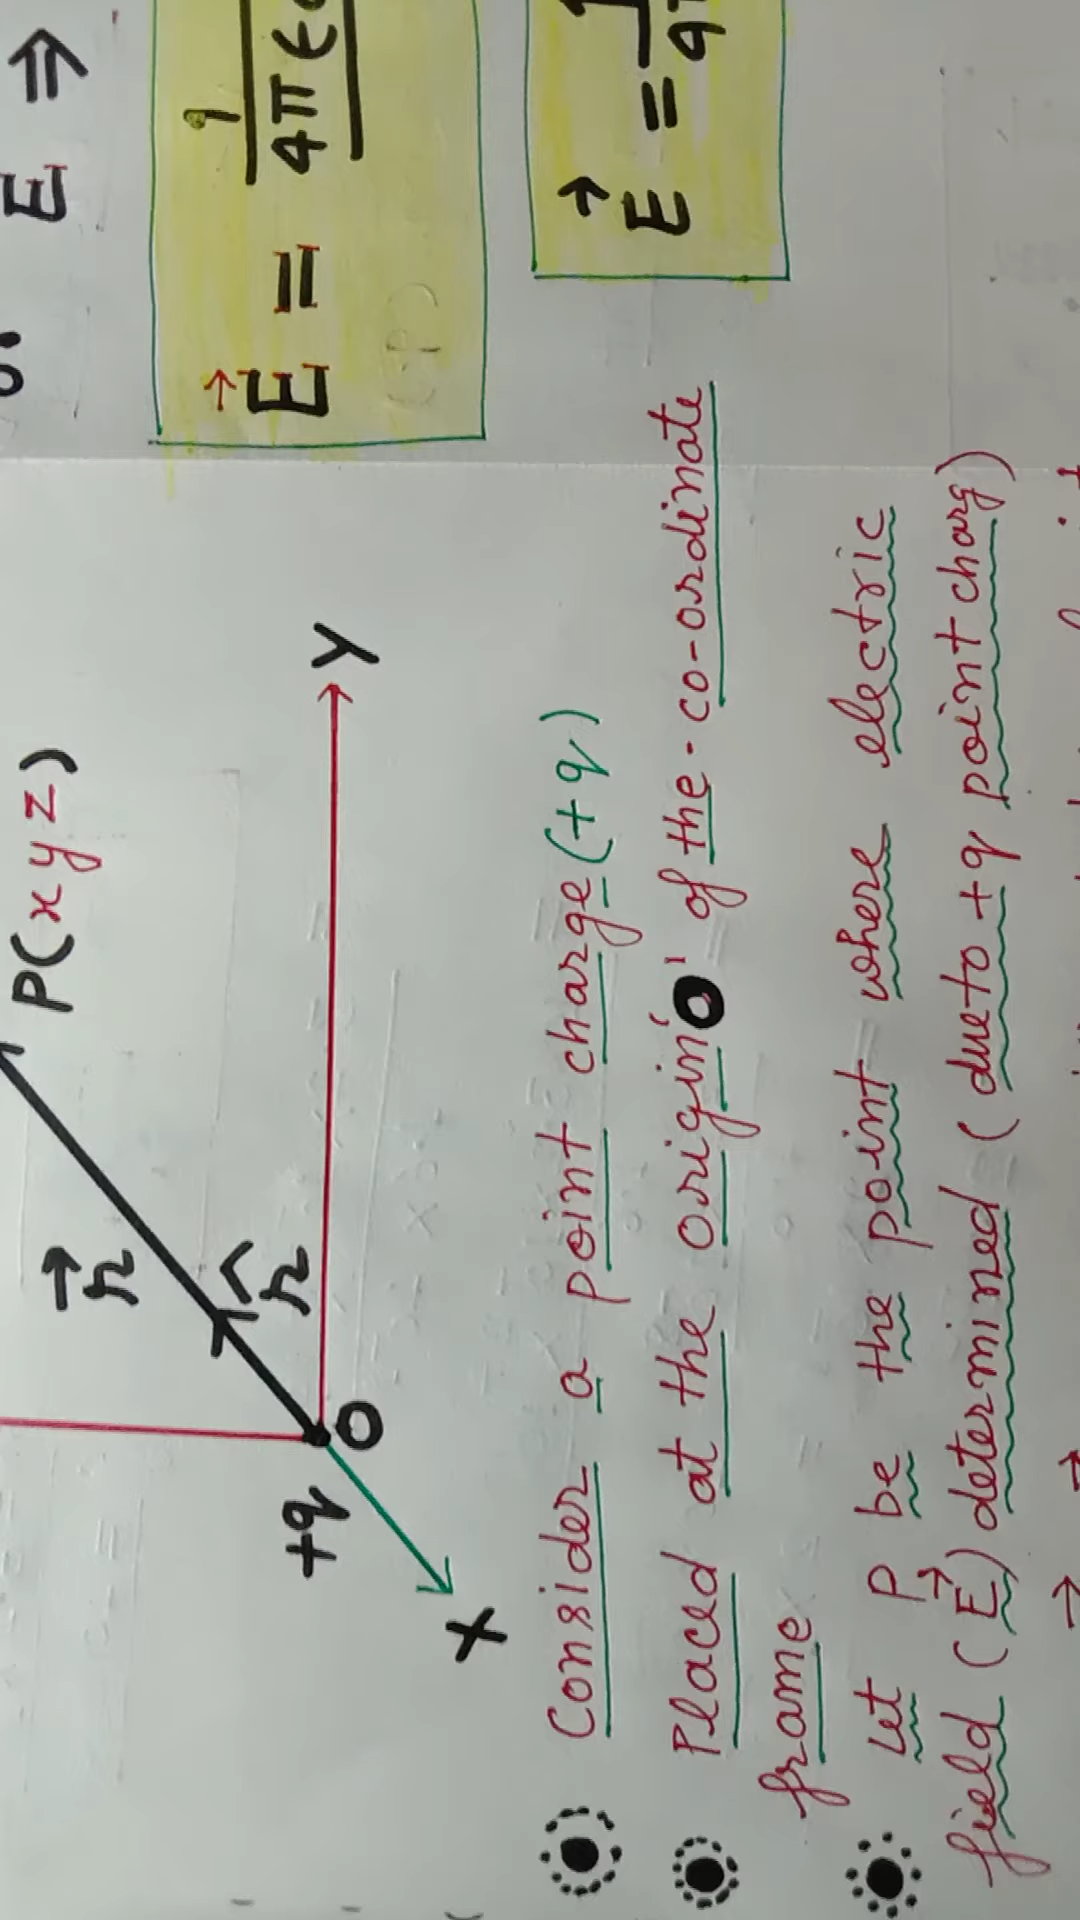 E ⇒
P(x y z)
r⃗
r̂
Y
+q
O
X
E⃗ = 1
4πε
E⃗ =
Consider a point charge (+q)
Placed at the origin 'O' of the co-ordinate
frame
Let P be the point where electric
field (E⃗) determined (due to +q point charg)